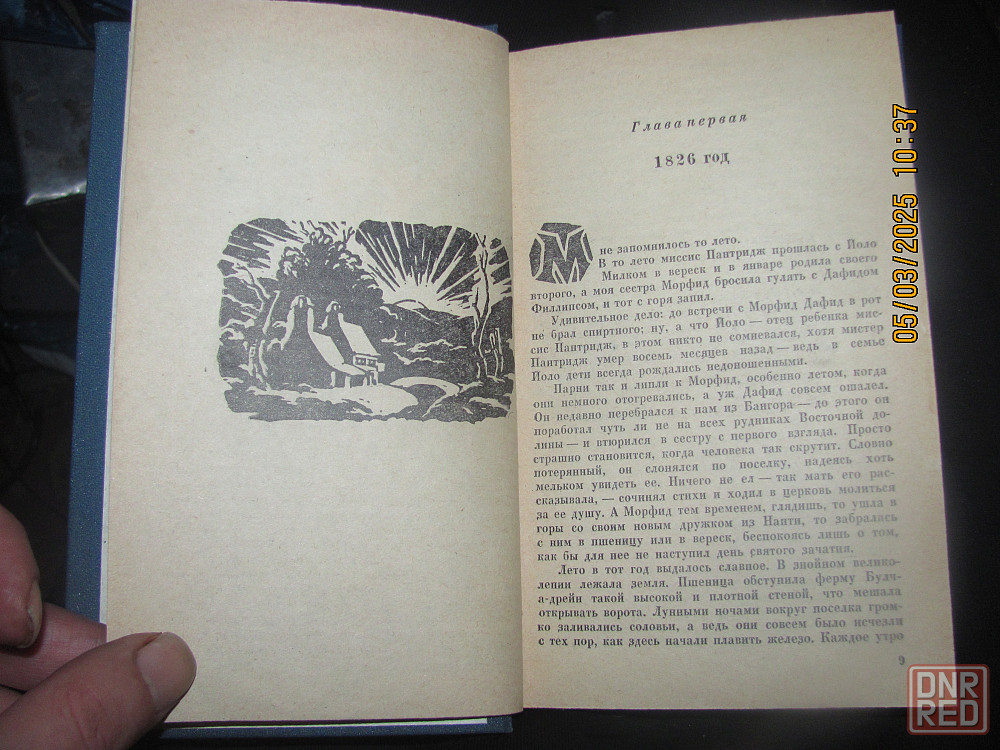 Глава первая
1826 год
Мне запомнилось то лето.
В то лето миссис Пантридж прошлась с Йоло
Милком в вереск и в январе родила своего
второго, а моя сестра Морфид бросила гулять с Дафидом
Филлипсом, и тот с горя запил.
Удивительное дело: до встречи с Морфид Дафид в рот
не брал спиртного; ну, а что Йоло — отец ребенка мис-
сис Пантридж, в этом никто не сомневался, хотя мистер
Пантридж умер восемь месяцев назад — ведь в семье
Йоло дети всегда рождались недоношенными.
Парни так и липли к Морфид, особенно летом, когда
они немного отогревались, а уж Дафид совсем ошалел.
Он недавно перебрался к нам из Бангора — до этого он
поработал чуть ли не на всех рудниках Восточной до-
лины — и втюрился в сестру с первого взгляда. Просто
страшно становится, когда человека так скрутит. Словно
потерянный, он слонялся по поселку, надеясь хоть
мельком увидеть ее. Ничего не ел — так мать его рас-
сказывала, — сочинял стихи и ходил в церковь молиться
за ее душу. А Морфид тем временем, глядишь, то ушла в
горы со своим новым дружком из Нанти, то забралась
с ним в пшеницу или в вереск, беспокоясь лишь о том,
как бы для нее не наступил день святого зачатия.
Лето в тот год выдалось славное. В знойном велико-
лепии лежала земля. Пшеница обступила ферму Булч-
а-дрейн такой высокой и плотной стеной, что мешала
открывать ворота. Лунными ночами вокруг поселка гром-
ко заливались соловьи, а ведь они совсем было исчезли
с тех пор, как здесь начали плавить железо. Каждое утро
9
05/03/2025 10:37
DNR
RED